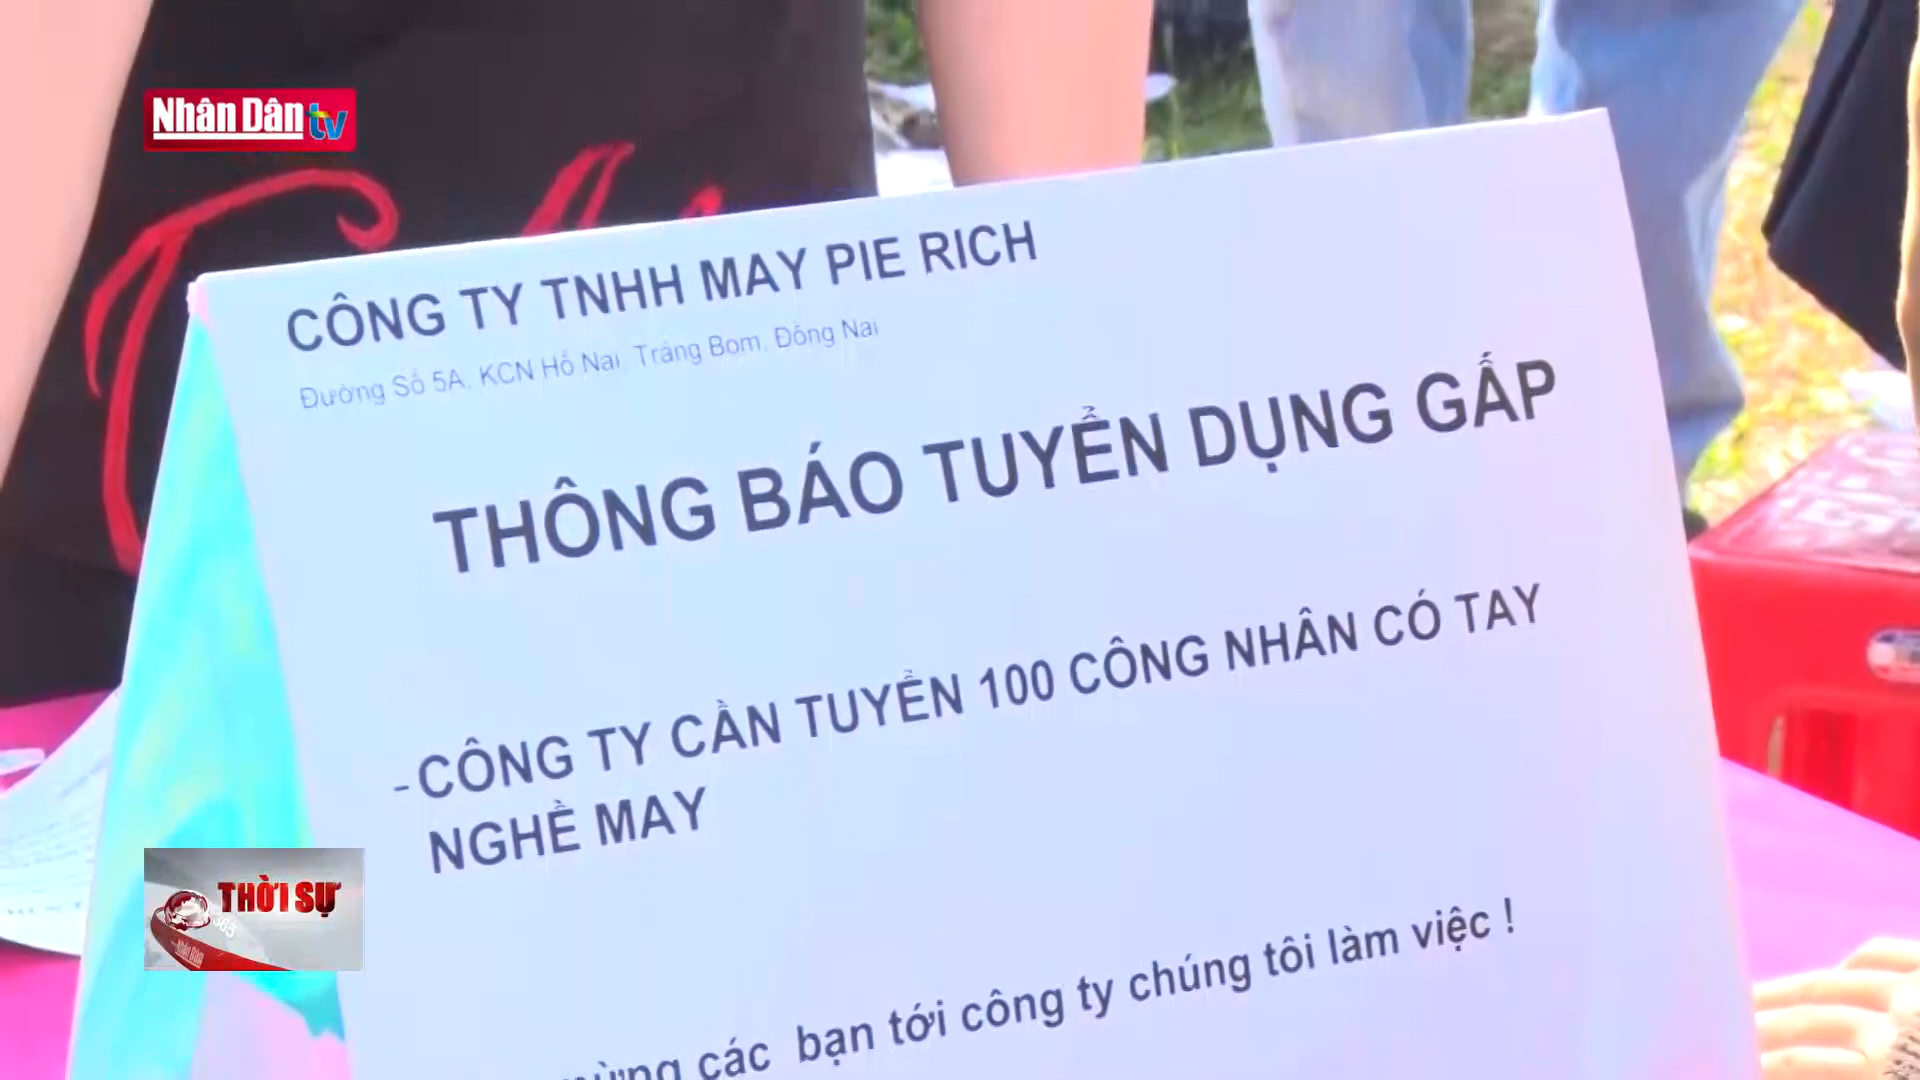 Nhân Dân tv
CÔNG TY TNHH MAY PIE RICH
Đường Số 5A, KCN Hố Nai, Trảng Bom, Đồng Nai
THÔNG BÁO TUYỂN DỤNG GẤP
- CÔNG TY CẦN TUYỂN 100 CÔNG NHÂN CÓ TAY
NGHỀ MAY
các bạn tới công ty chúng tôi làm việc !
THỜI SỰ
365